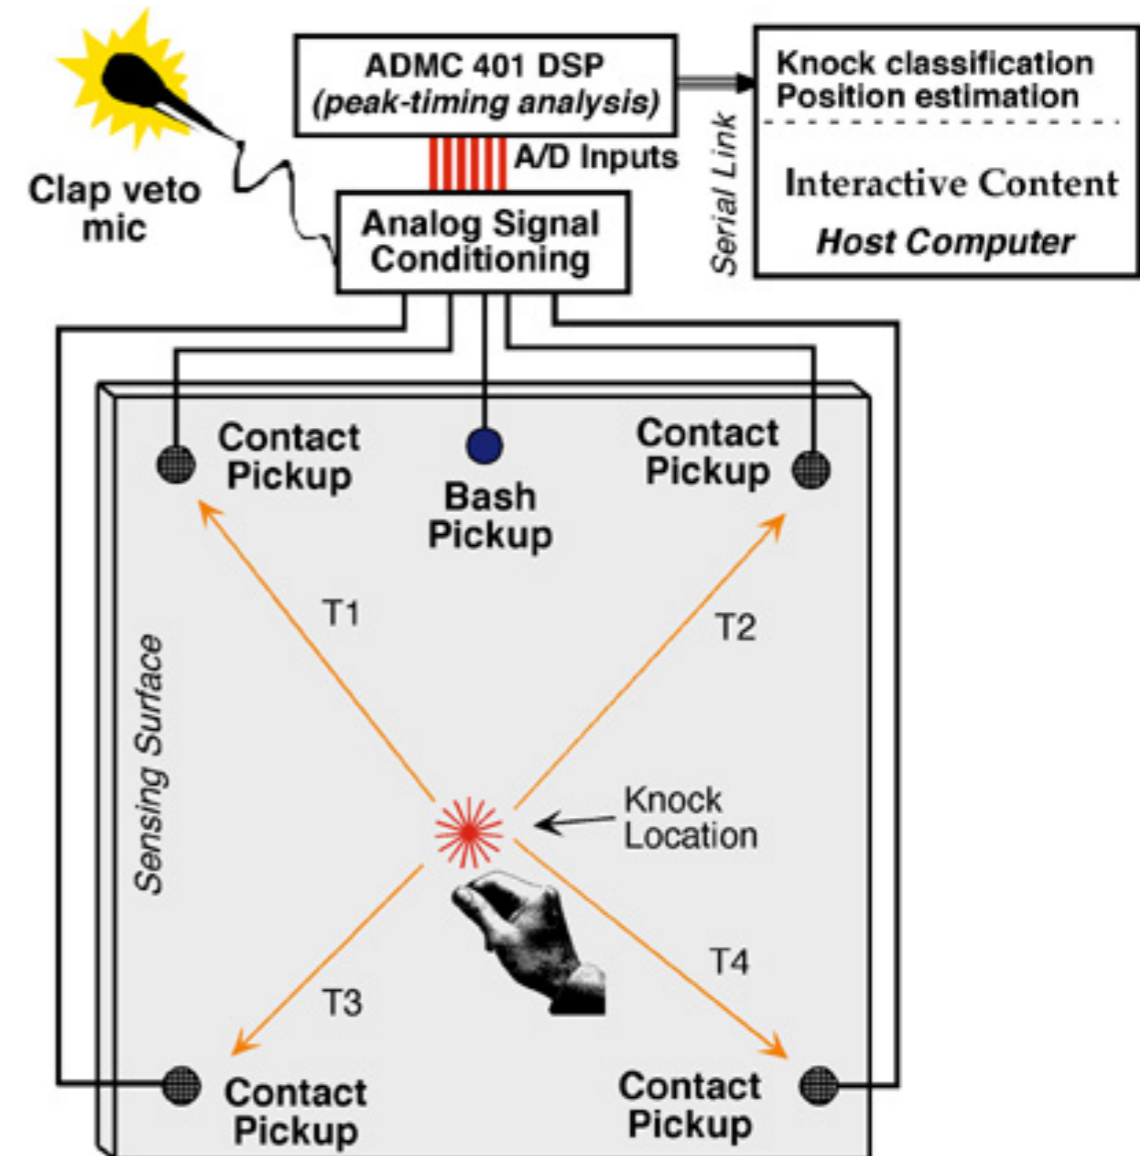 ADMC 401 DSP
(peak-timing analysis)
Knock classification
Position estimation
Interactive Content
Host Computer
Serial Link
A/D Inputs
Clap veto
mic
Analog Signal
Conditioning
Contact
Pickup
Bash
Pickup
Contact
Pickup
T1
T2
Sensing Surface
Knock
Location
T3
T4
Contact
Pickup
Contact
Pickup